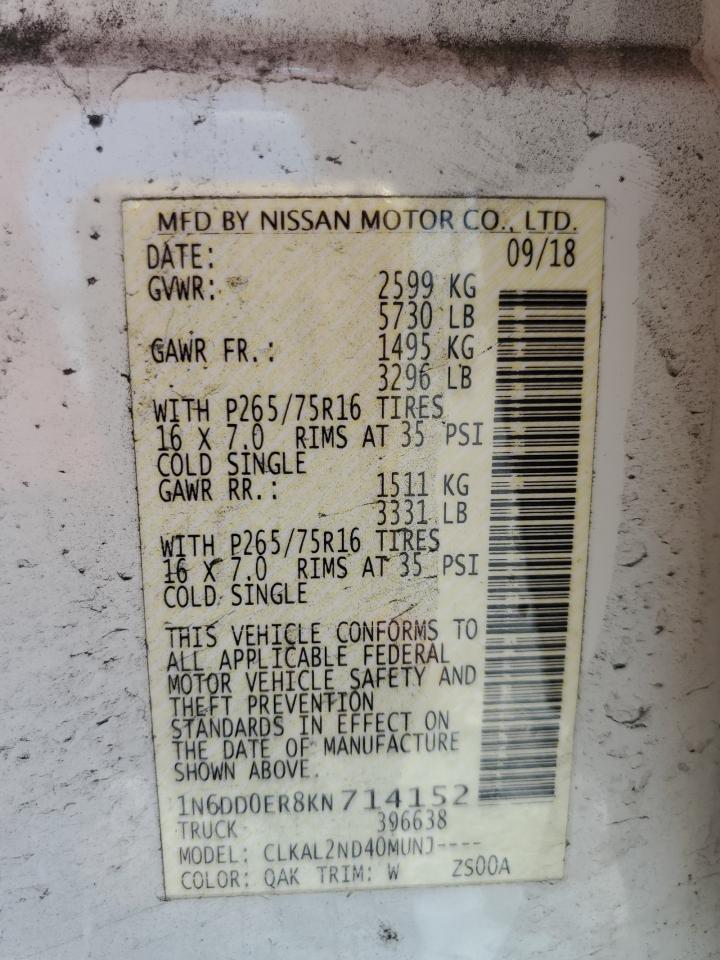 MFD BY NISSAN MOTOR CO., LTD.
DATE: 09/18
GVWR: 2599 KG
5730 LB
GAWR FR.: 1495 KG
3296 LB
WITH P265/75R16 TIRES
16 X 7.0 RIMS AT 35 PSI
COLD SINGLE
GAWR RR.: 1511 KG
3331 LB
WITH P265/75R16 TIRES
16 X 7.0 RIMS AT 35 PSI
COLD SINGLE
THIS VEHICLE CONFORMS TO
ALL APPLICABLE FEDERAL
MOTOR VEHICLE SAFETY AND
THEFT PREVENTION
STANDARDS IN EFFECT ON
THE DATE OF MANUFACTURE
SHOWN ABOVE.
1N6DD0ER8KN714152
TRUCK 396638
MODEL: CLKAL2ND40MUNJ----
COLOR: QAK TRIM: W ZS00A